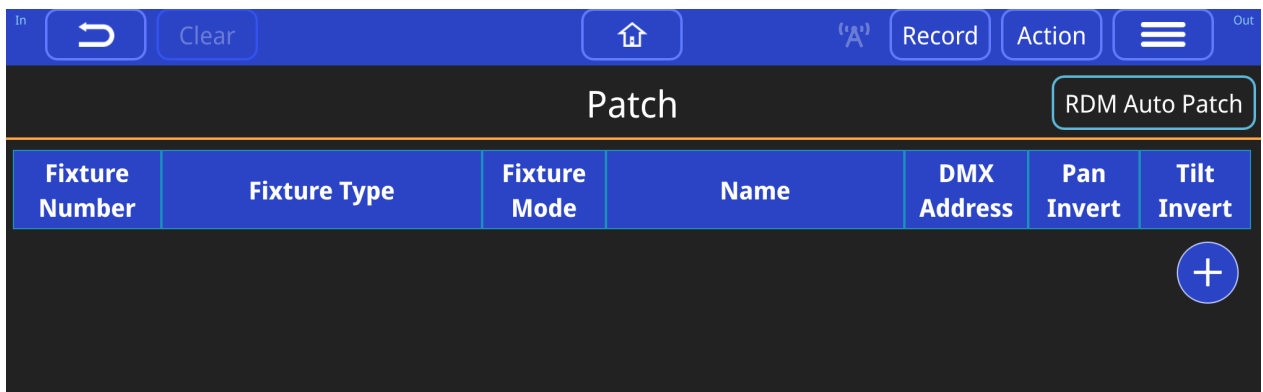 In
Clear
Record
Action
Out
Patch
RDM Auto Patch
Fixture
Number
Fixture Type
Fixture
Mode
Name
DMX
Address
Pan
Invert
Tilt
Invert